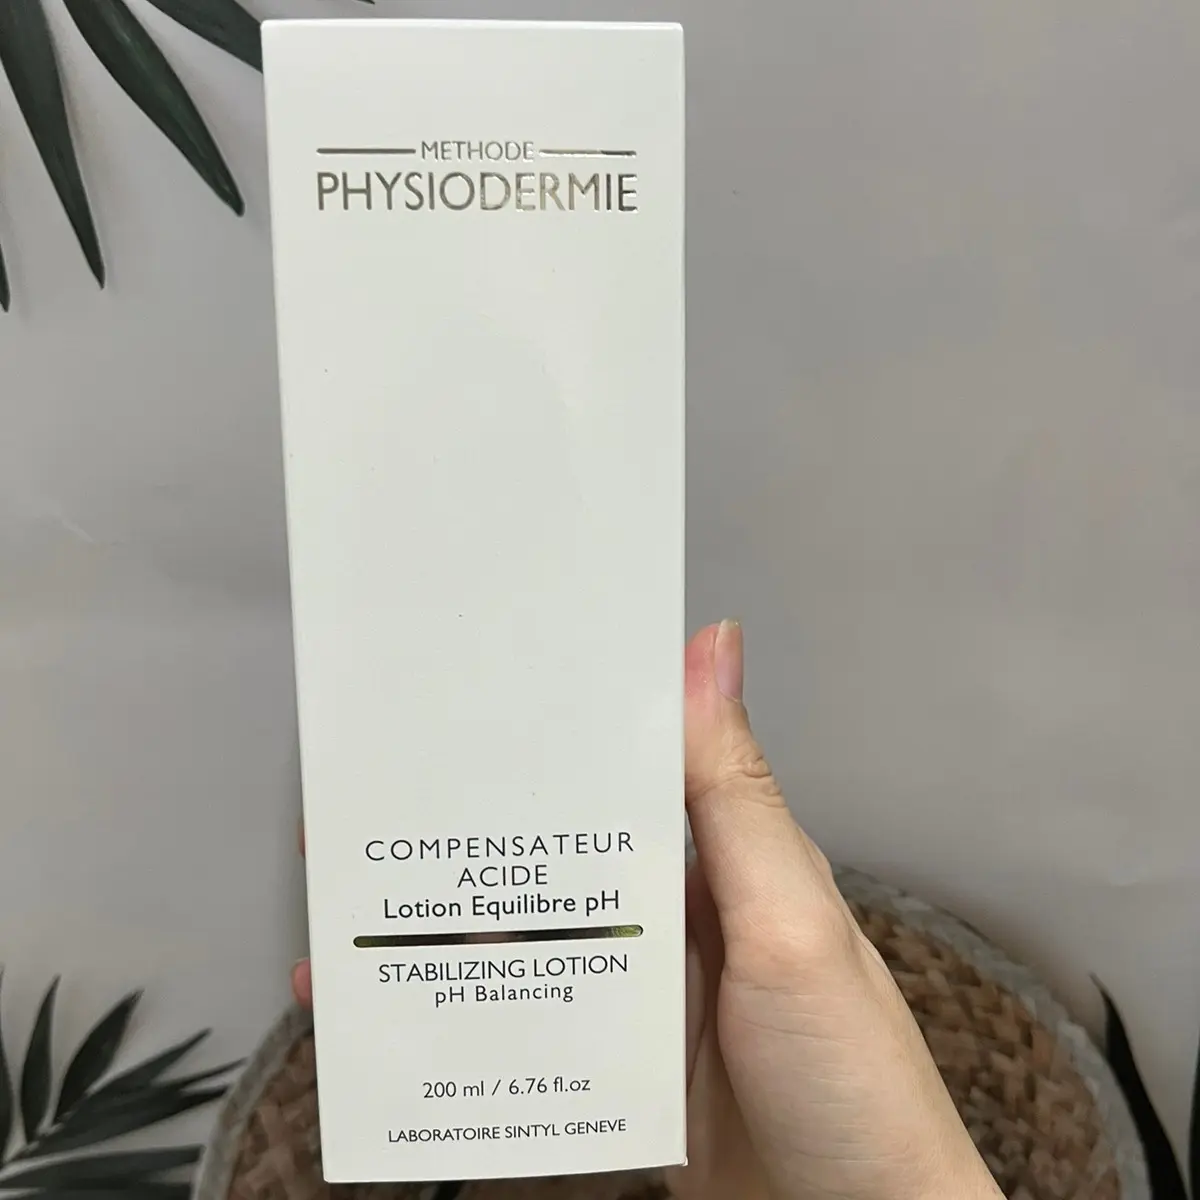 METHODE
PHYSIODERMIE
COMPENSATEUR
ACIDE
Lotion Equilibre pH
STABILIZING LOTION
pH Balancing
200 ml / 6.76 fl.oz
LABORATOIRE SINTYL GENEVE